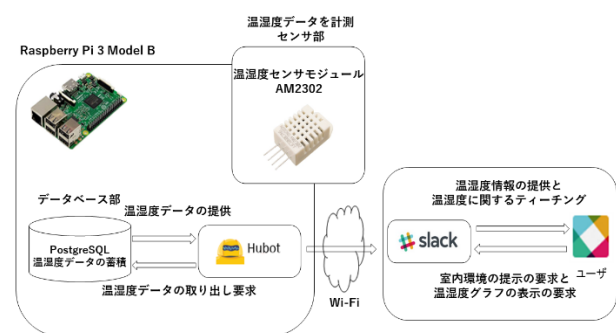 温湿度データを計測
センサ部
Raspberry Pi 3 Model B
温湿度センサモジュール
AM2302
データベース部
温湿度データの提供
PostgreSQL
温湿度データの蓄積
Hubot
温湿度データの取り出し要求
Wi-Fi
温湿度情報の提供と
温湿度に関するティーチング
slack
ユーザ
室内環境の提示の要求と
温湿度グラフの表示の要求